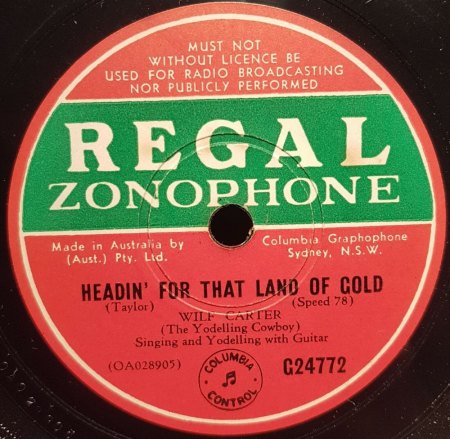 MUST NOT
WITHOUT LICENCE BE
USED FOR RADIO BROADCASTING
NOR PUBLICLY PERFORMED
REGAL
ZONOPHONE
Made in Australia by Columbia Graphophone
(Aust.) Pty. Ltd. Sydney, N.S.W.
HEADIN' FOR THAT LAND OF GOLD
(Taylor) (Speed 78)
WILF CARTER
(The Yodelling Cowboy)
Singing and Yodelling with Guitar
(OA028905) G24772
COLUMBIA
CONTROL